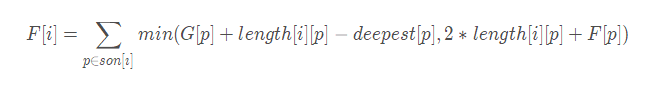 F[i] = ∑ min(G[p] + length[i][p] − deepest[p], 2 * length[i][p] + F[p])
p∈son[i]